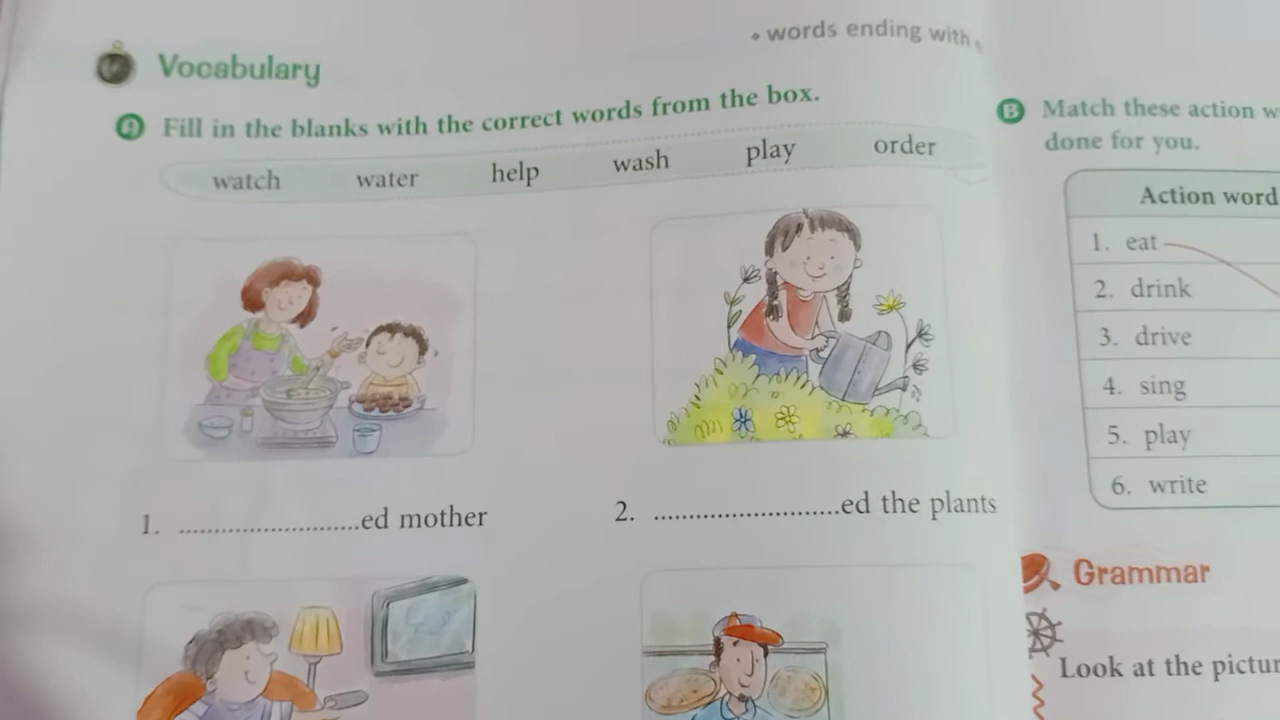 • words ending with
Vocabulary
A Fill in the blanks with the correct words from the box.
watch water help wash play order
1. ........................ed mother
2. ........................ed the plants
B Match these action
done for you.
Action word
1. eat
2. drink
3. drive
4. sing
5. play
6. write
Grammar
Look at the